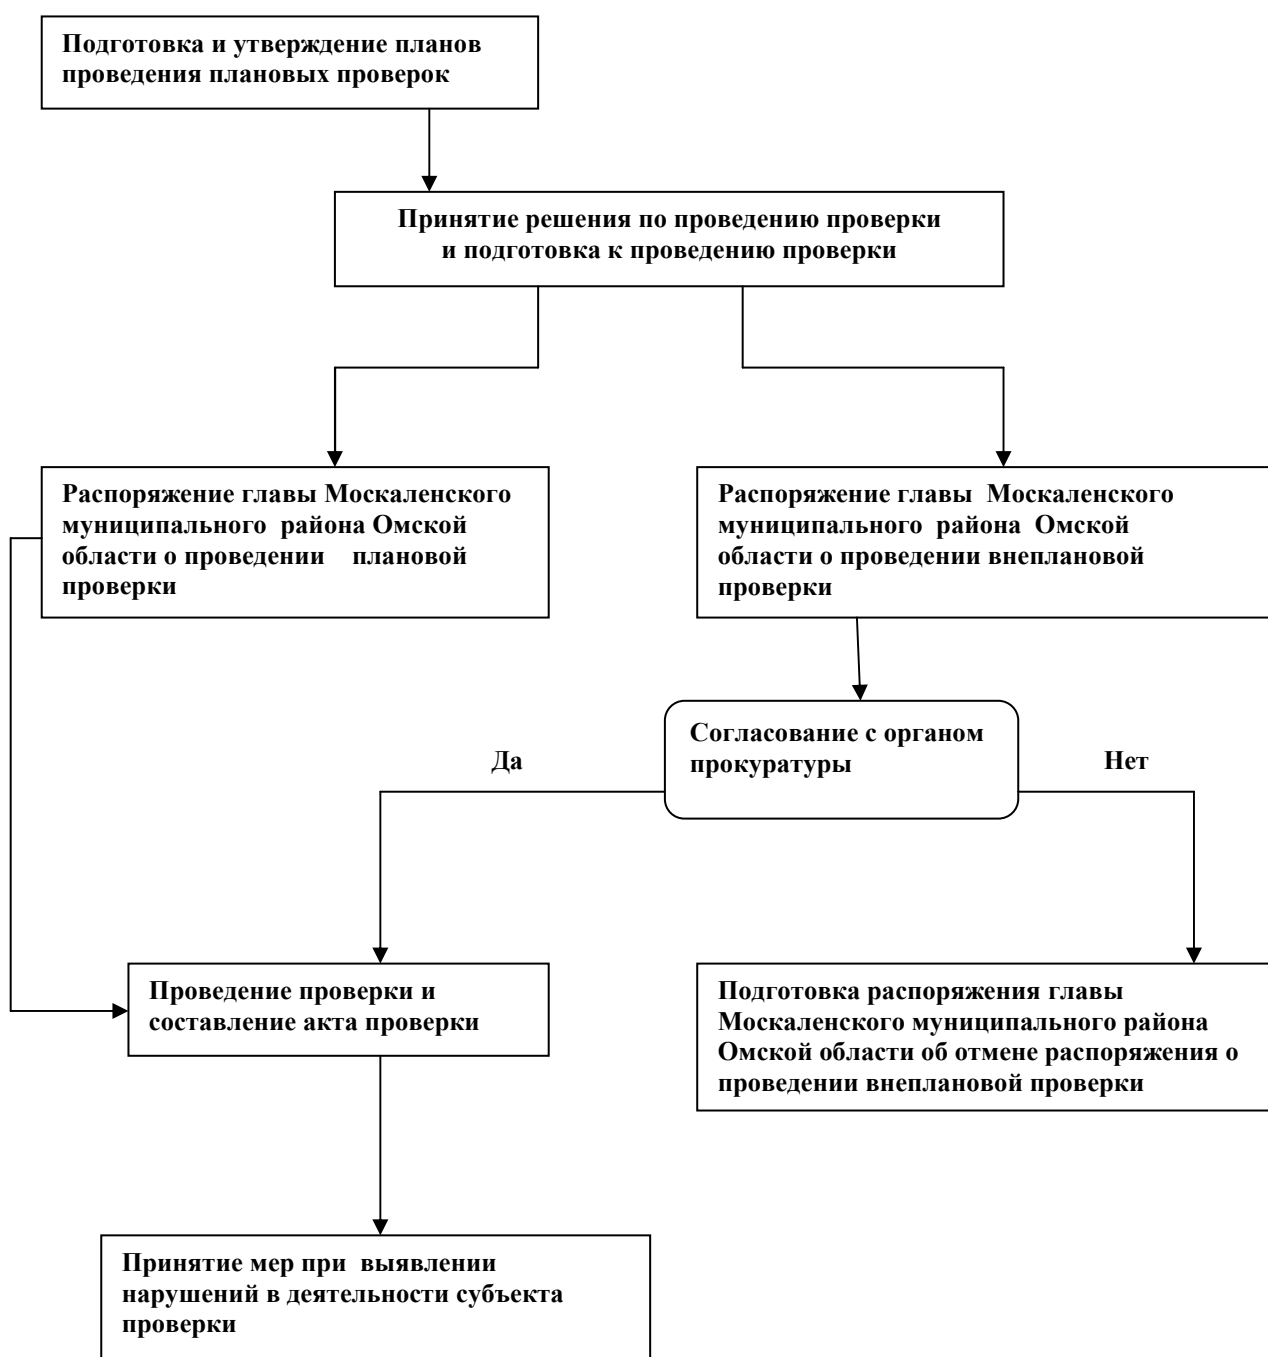 Подготовка и утверждение планов
проведения плановых проверок
Принятие решения по проведению проверки
и подготовка к проведению проверки
Распоряжение главы Москаленского
муниципального района Омской
области о проведении плановой
проверки
Распоряжение главы Москаленского
муниципального района Омской
области о проведении внеплановой
проверки
Согласование с органом
прокуратуры
Да
Нет
Проведение проверки и
составление акта проверки
Подготовка распоряжения главы
Москаленского муниципального района
Омской области об отмене распоряжения о
проведении внеплановой проверки
Принятие мер при выявлении
нарушений в деятельности субъекта
проверки